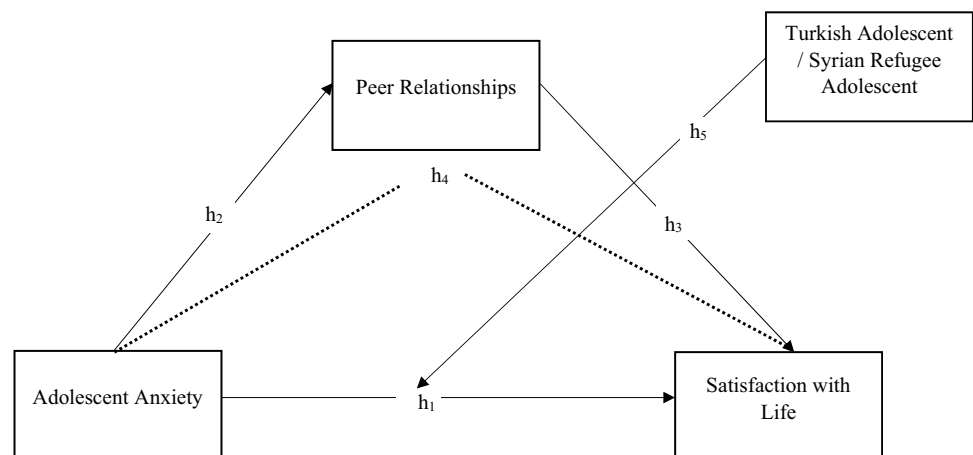 Turkish Adolescent
/ Syrian Refugee
Adolescent
Peer Relationships
h5
h4
h2
h3
Adolescent Anxiety
h1
Satisfaction with
Life